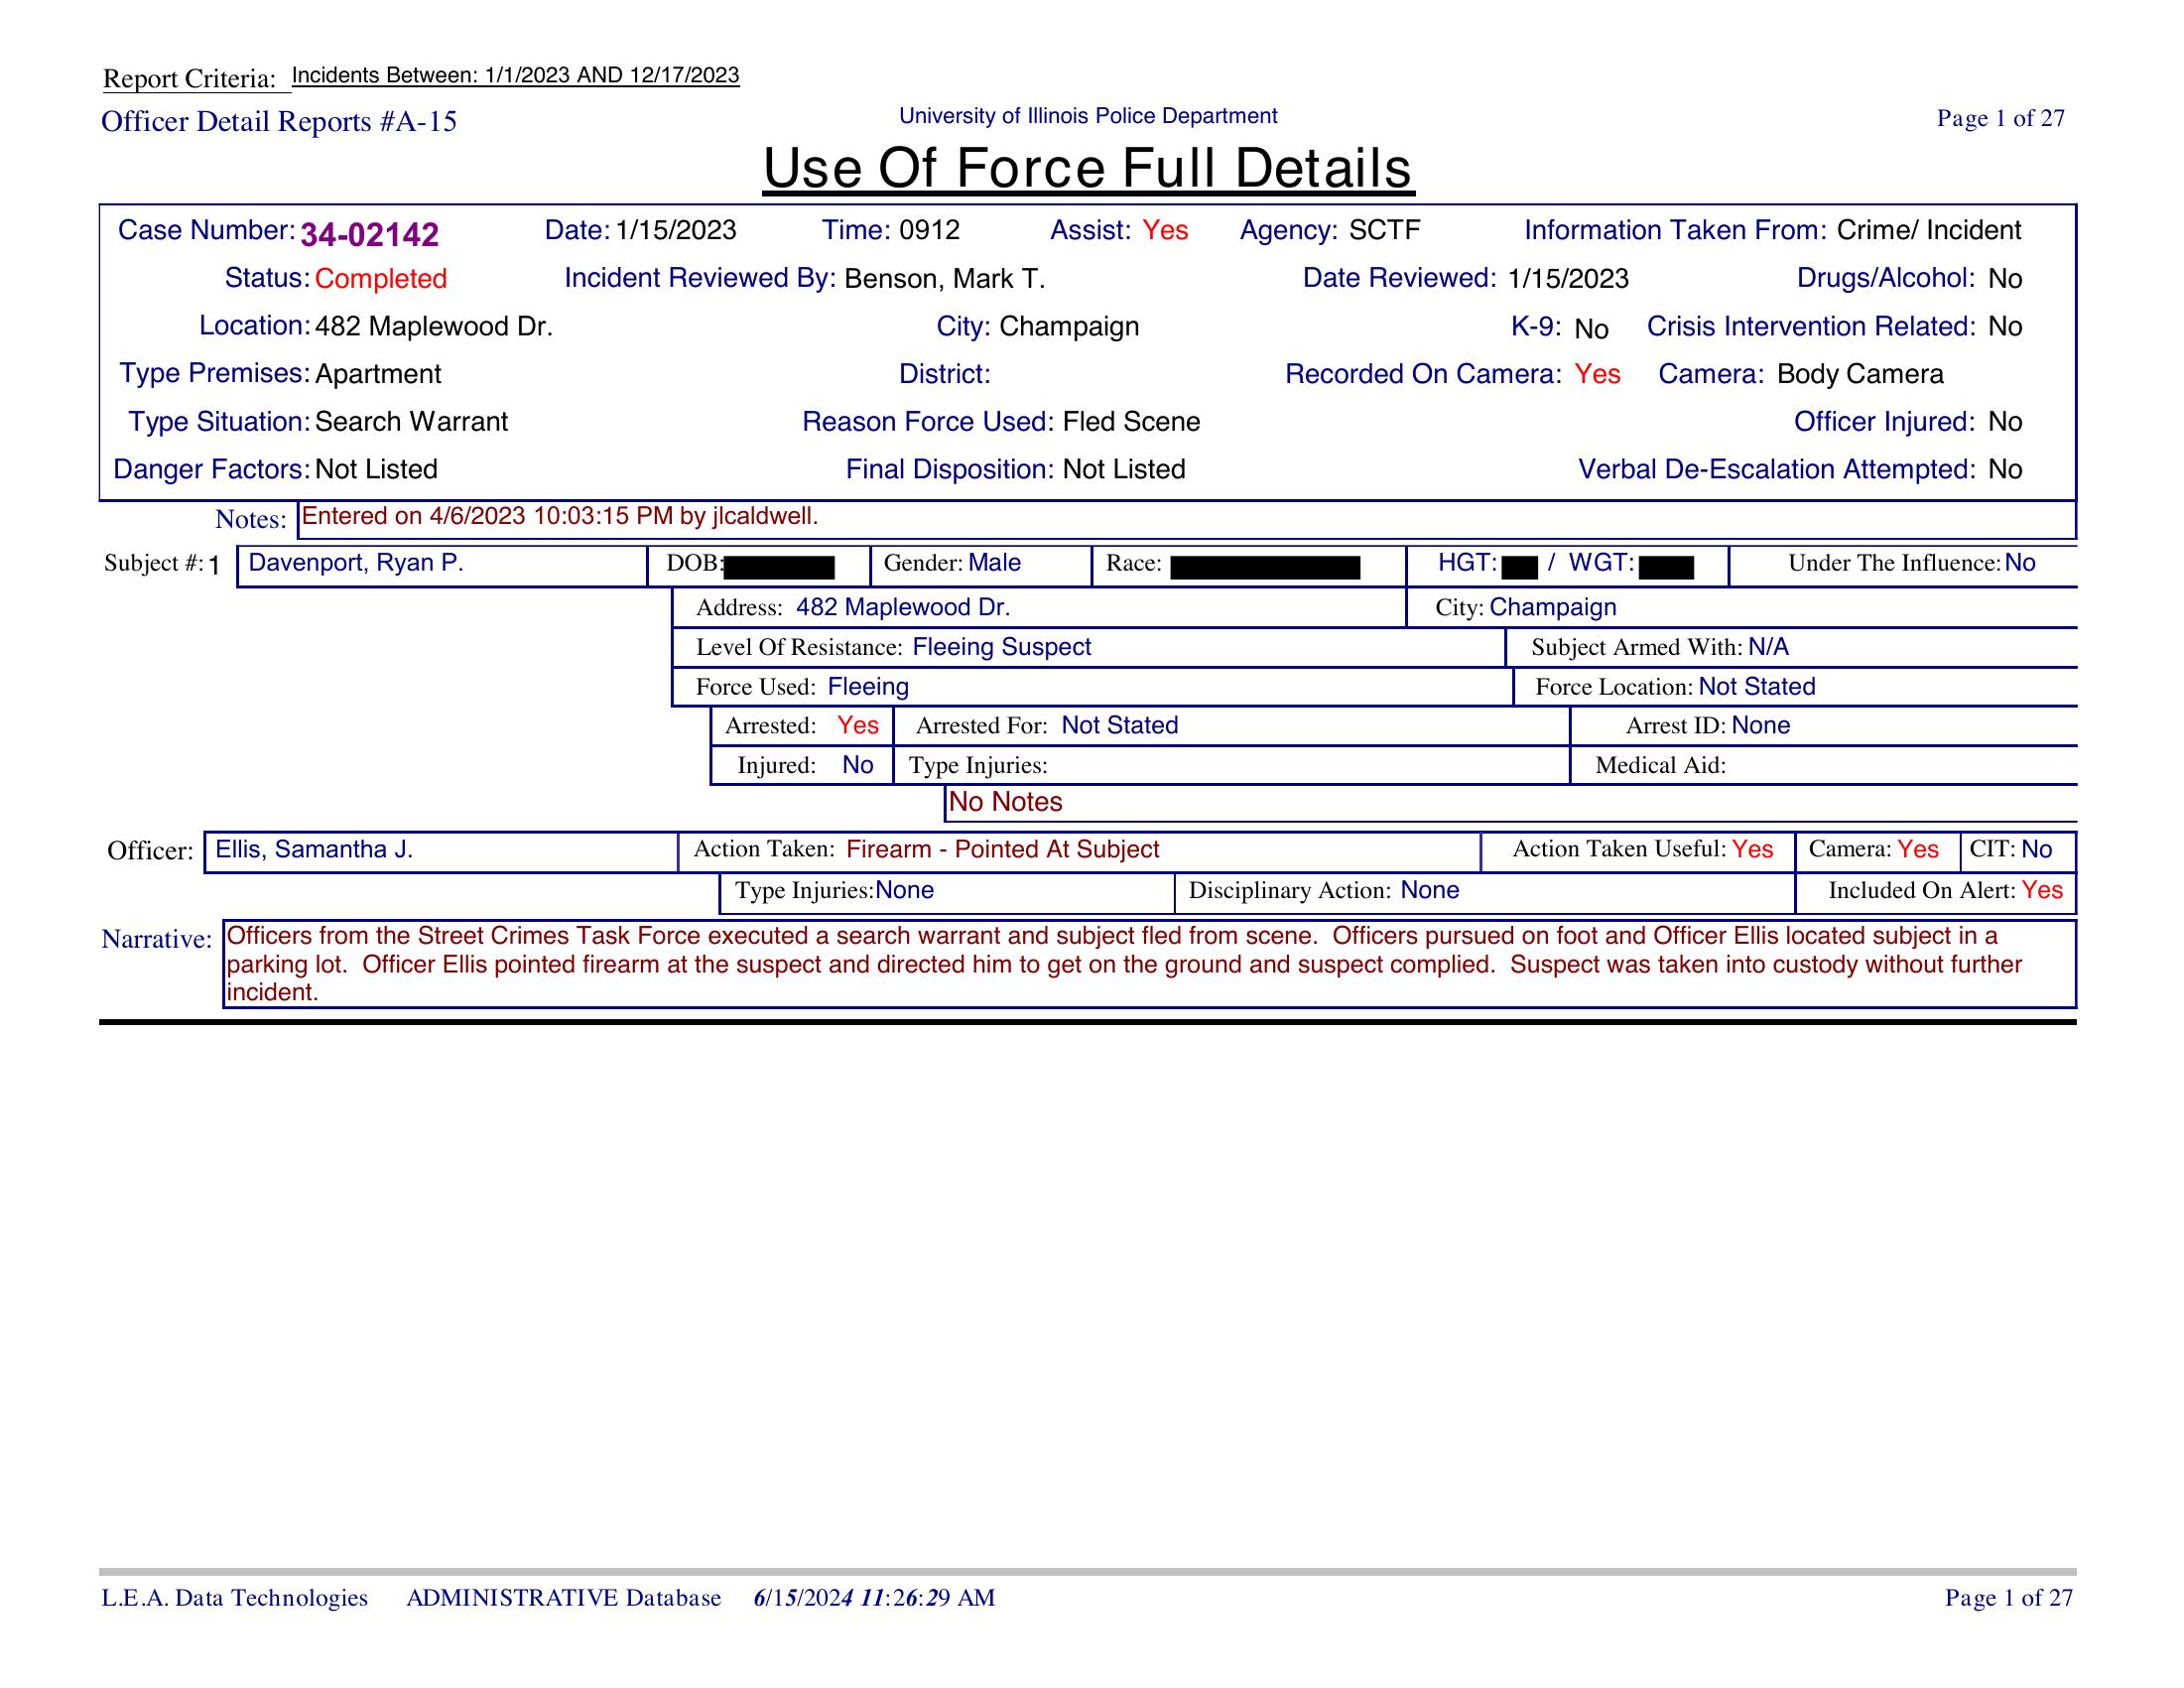 Report Criteria: Incidents Between: 1/1/2023 AND 12/17/2023
Officer Detail Reports #A-15 University of Illinois Police Department Page 1 of 27
Use Of Force Full Details
Case Number: 34-02142 Date: 1/15/2023 Time: 0912 Assist: Yes Agency: SCTF Information Taken From: Crime/ Incident
Status: Completed Incident Reviewed By: Benson, Mark T. Date Reviewed: 1/15/2023 Drugs/Alcohol: No
Location: 482 Maplewood Dr. City: Champaign K-9: No Crisis Intervention Related: No
Type Premises: Apartment District: Recorded On Camera: Yes Camera: Body Camera
Type Situation: Search Warrant Reason Force Used: Fled Scene Officer Injured: No
Danger Factors: Not Listed Final Disposition: Not Listed Verbal De-Escalation Attempted: No
Notes: Entered on 4/6/2023 10:03:15 PM by jlcaldwell.
Subject #: 1 Davenport, Ryan P. DOB: Gender: Male Race: HGT: / WGT: Under The Influence: No
Address: 482 Maplewood Dr. City: Champaign
Level Of Resistance: Fleeing Suspect Subject Armed With: N/A
Force Used: Fleeing Force Location: Not Stated
Arrested: Yes Arrested For: Not Stated Arrest ID: None
Injured: No Type Injuries: Medical Aid:
No Notes
Officer: Ellis, Samantha J. Action Taken: Firearm - Pointed At Subject Action Taken Useful: Yes Camera: Yes CIT: No
Type Injuries: None Disciplinary Action: None Included On Alert: Yes
Narrative: Officers from the Street Crimes Task Force executed a search warrant and subject fled from scene. Officers pursued on foot and Officer Ellis located subject in a
parking lot. Officer Ellis pointed firearm at the suspect and directed him to get on the ground and suspect complied. Suspect was taken into custody without further
incident.
L.E.A. Data Technologies ADMINISTRATIVE Database 6/15/2024 11:26:29 AM Page 1 of 27